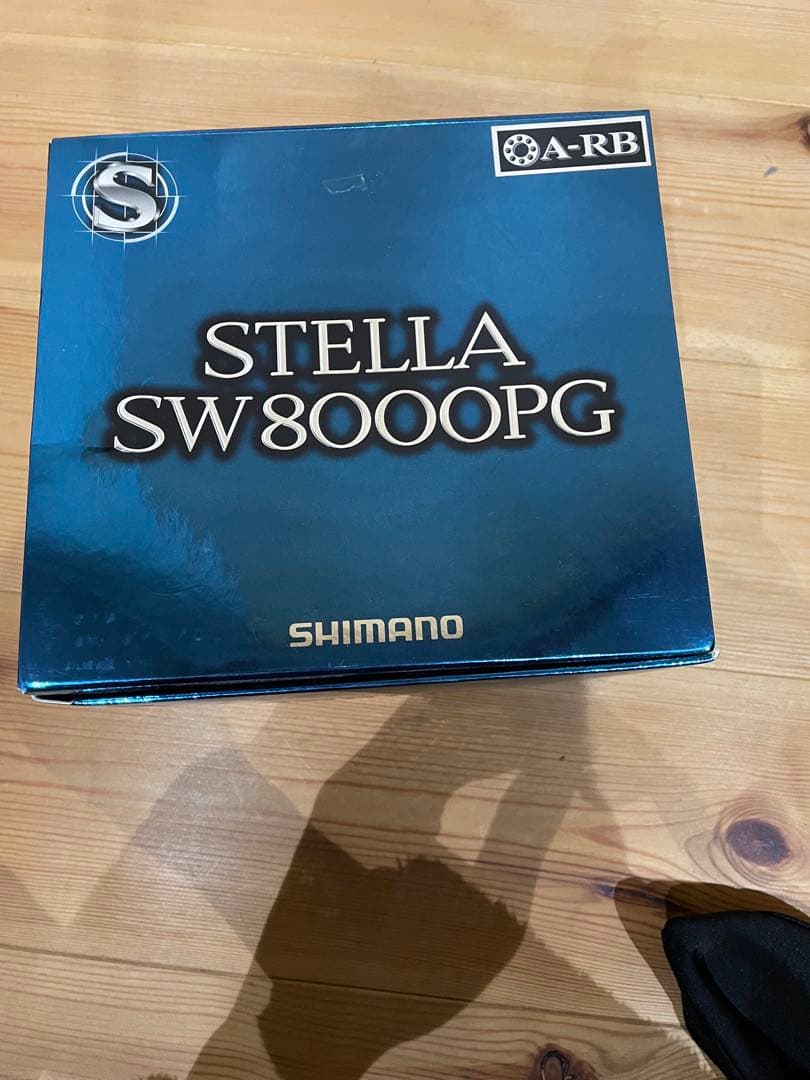 S
A-RB
STELLA
SW8000PG
SHIMANO